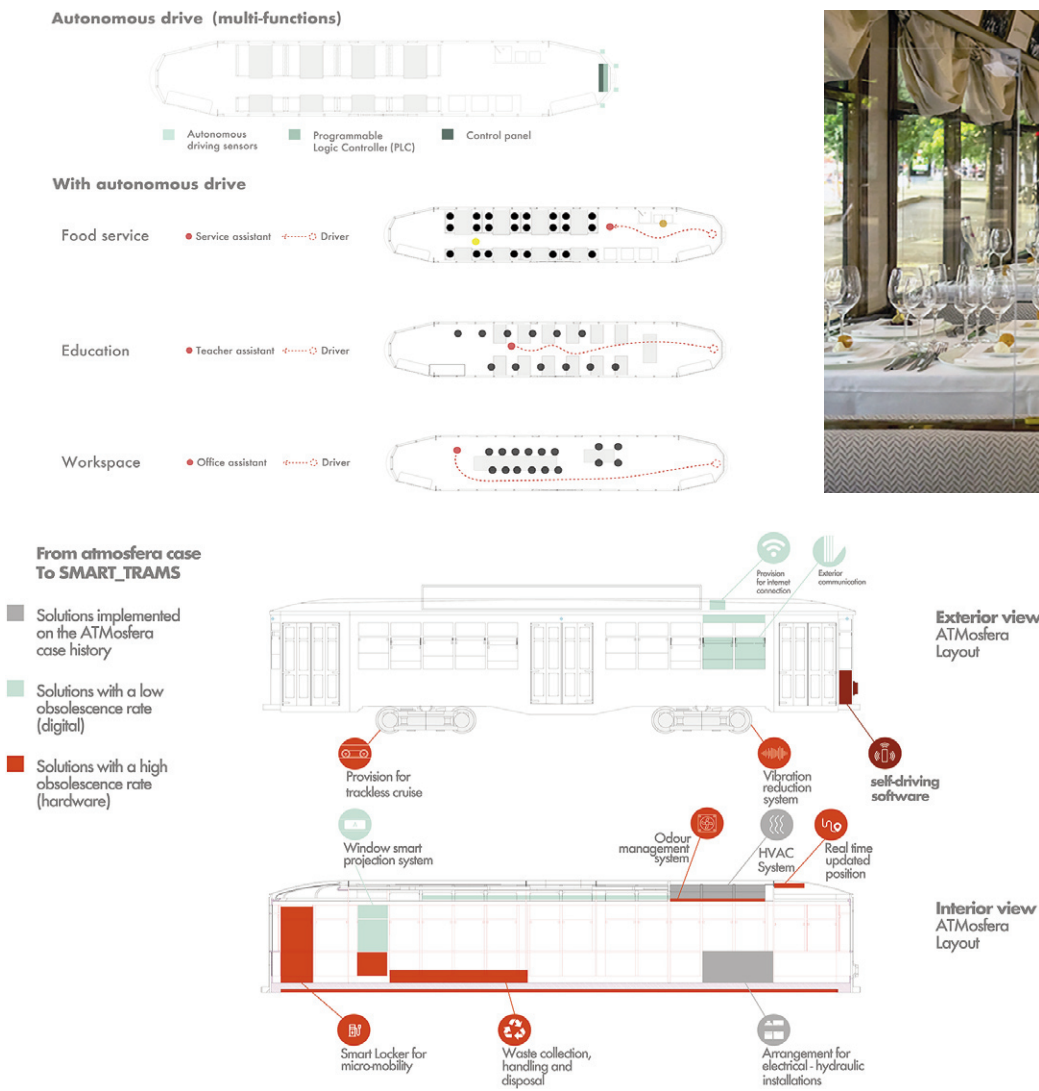 Autonomous drive (multi-functions)
Autonomous
driving sensors
Programmable
Logic Controller (PLC)
Control panel
With autonomous drive
Food service
Service assistant
Driver
Education
Teacher assistant
Driver
Workspace
Office assistant
Driver
From atmosfera case
To SMART_TRAMS
Solutions implemented
on the ATMosfera
case history
Solutions with a low
obsolescence rate
(digital)
Solutions with a high
obsolescence rate
(hardware)
Provision
for internet
connection
Exterior
communication
Exterior view
ATMosfera
Layout
Provision for
trackless cruise
Vibration
reduction
system
self-driving
software
Window smart
projection system
Odour
management
system
HVAC
System
Real time
updated
position
Interior view
ATMosfera
Layout
Smart Locker for
micro-mobility
Waste collection,
handling and
disposal
Arrangement for
electrical - hydraulic
installations